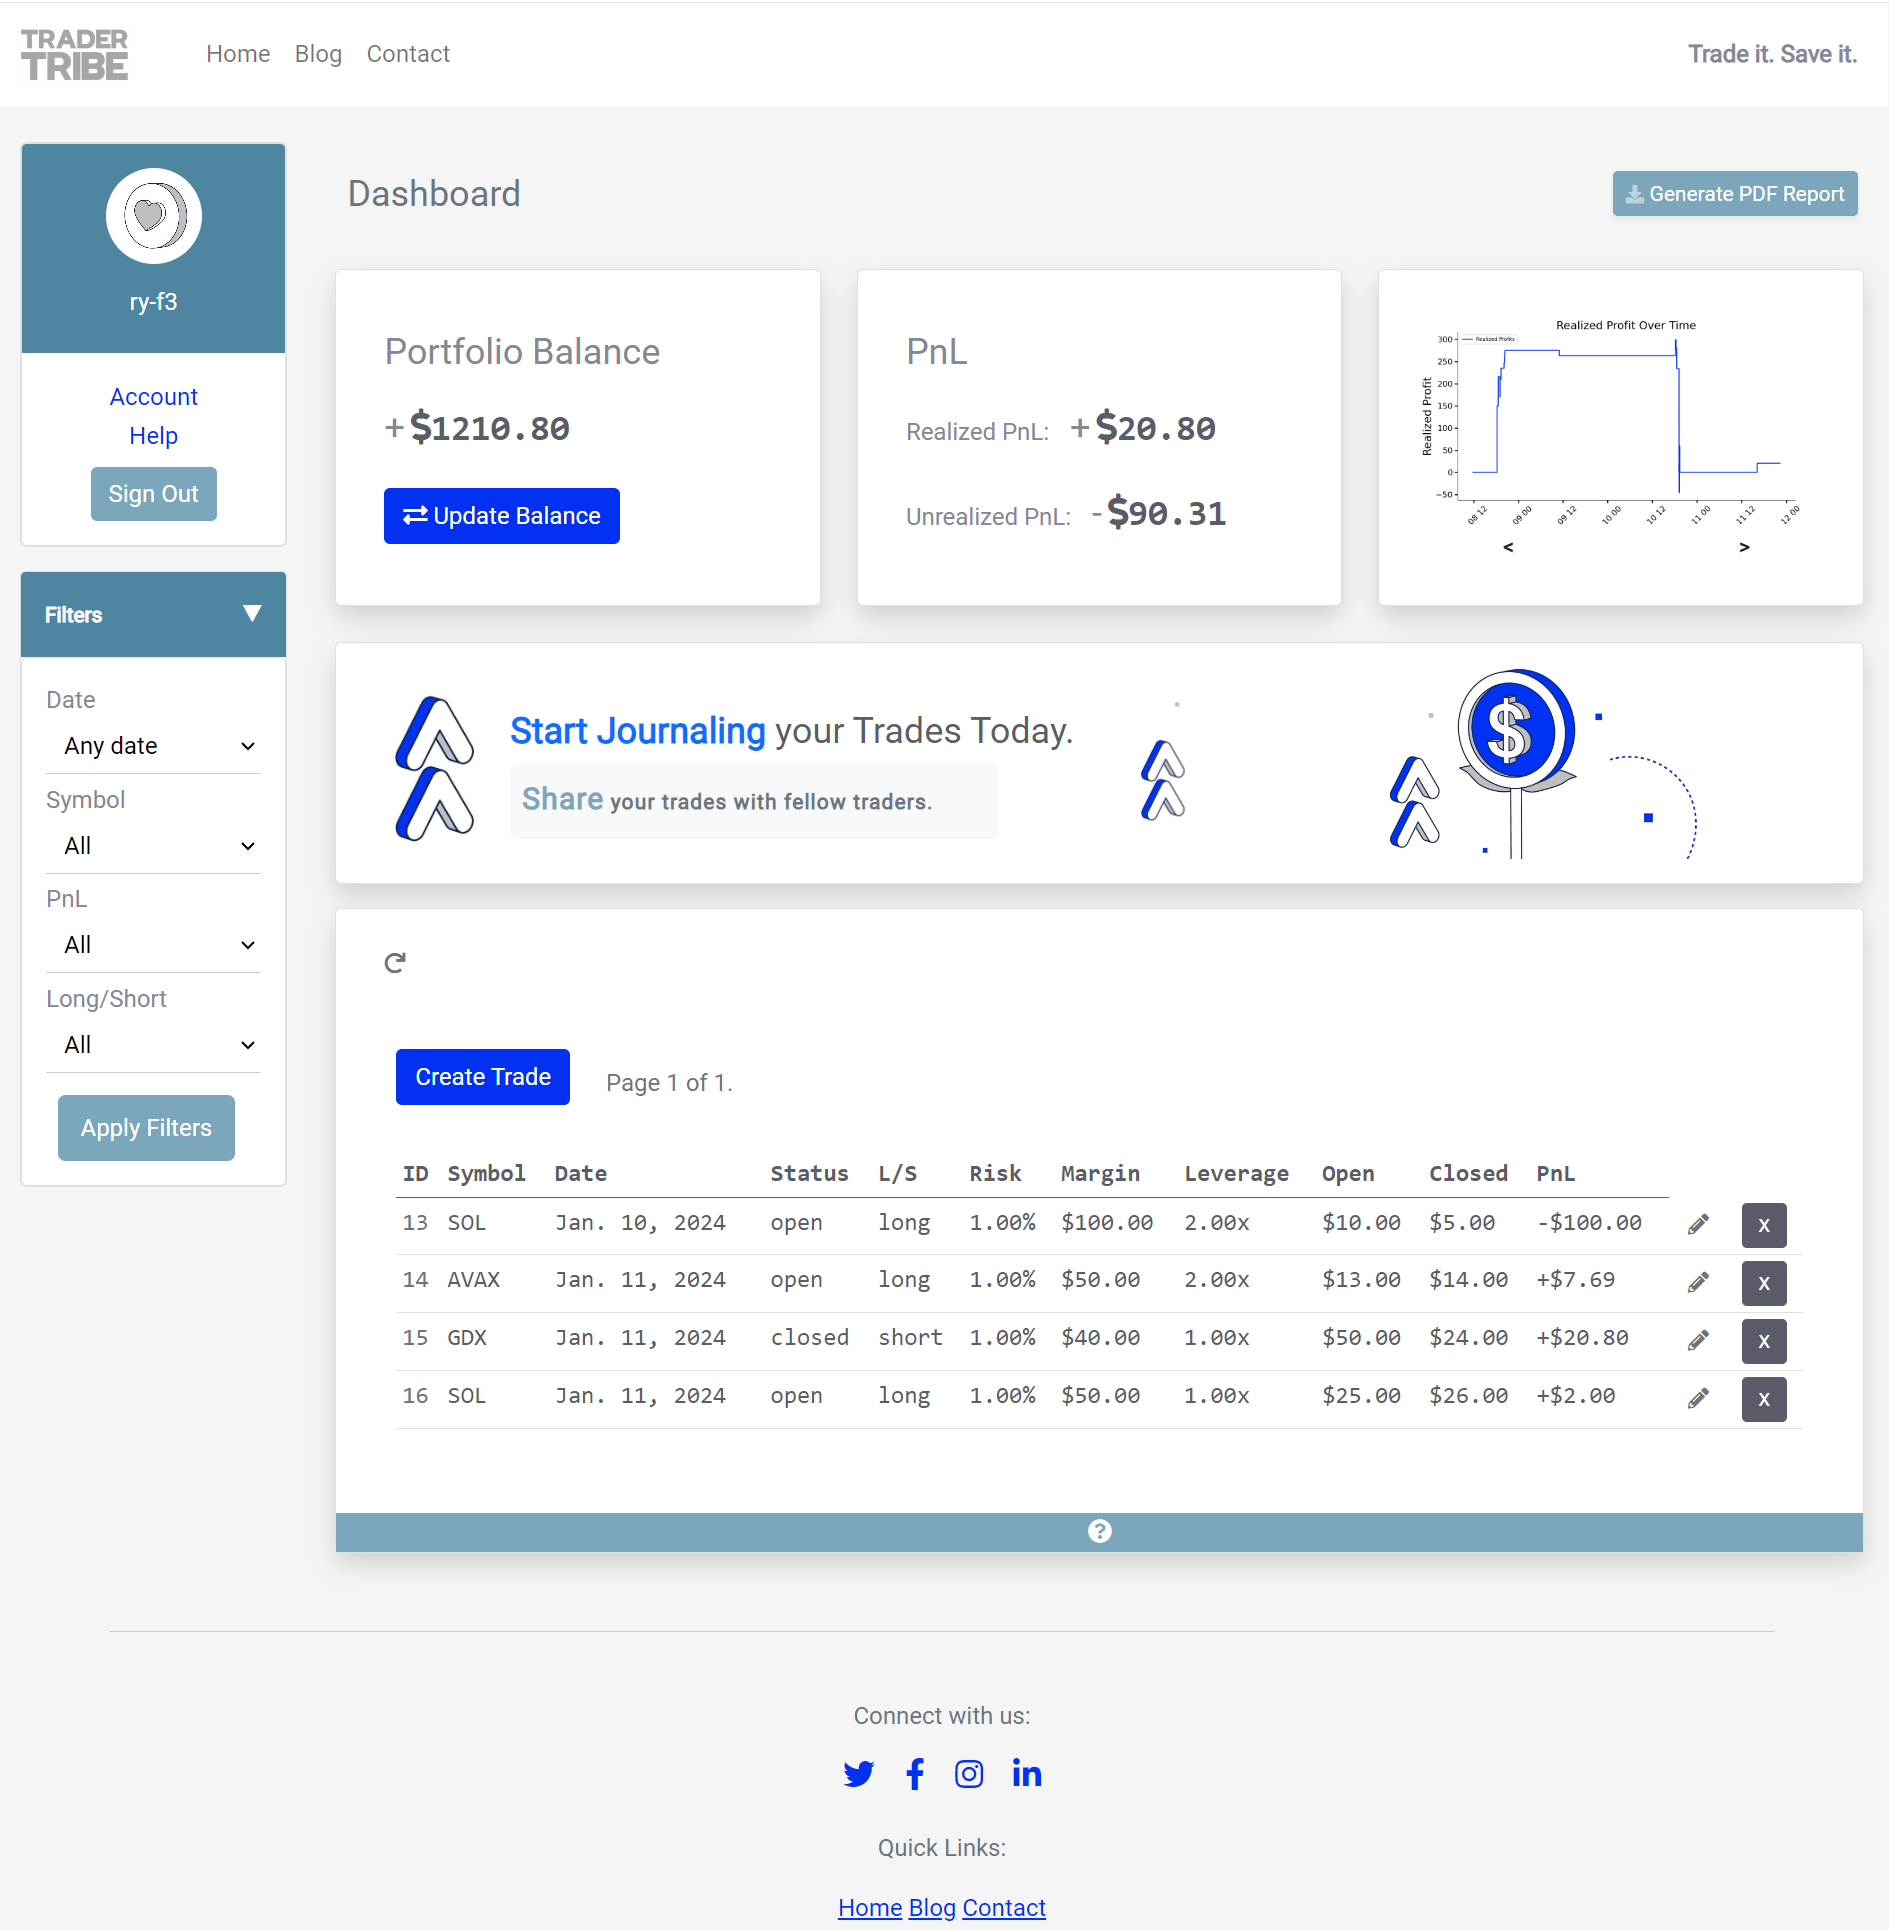 TRADER
TRIBE
Home Blog Contact
Trade it. Save it.
ry-f3
Account
Help
Sign Out
Filters ▼
Date
Any date
Symbol
All
PnL
All
Long/Short
All
Apply Filters
Dashboard
Generate PDF Report
Portfolio Balance
+$1210.80
Update Balance
PnL
Realized PnL: +$20.80
Unrealized PnL: -$90.31
Realized Profit Over Time
Realized Profits
Realized Profit
300
250
200
150
100
50
0
−50
08 12 09 00 09 12 10 00 10 12 11 00 11 12 12 00
< >
Start Journaling your Trades Today.
Share your trades with fellow traders.
$
Create Trade Page 1 of 1.
ID Symbol Date Status L/S Risk Margin Leverage Open Closed PnL
13 SOL Jan. 10, 2024 open long 1.00% $100.00 2.00x $10.00 $5.00 -$100.00 X
14 AVAX Jan. 11, 2024 open long 1.00% $50.00 2.00x $13.00 $14.00 +$7.69 X
15 GDX Jan. 11, 2024 closed short 1.00% $40.00 1.00x $50.00 $24.00 +$20.80 X
16 SOL Jan. 11, 2024 open long 1.00% $50.00 1.00x $25.00 $26.00 +$2.00 X
?
Connect with us:
Quick Links:
Home Blog Contact